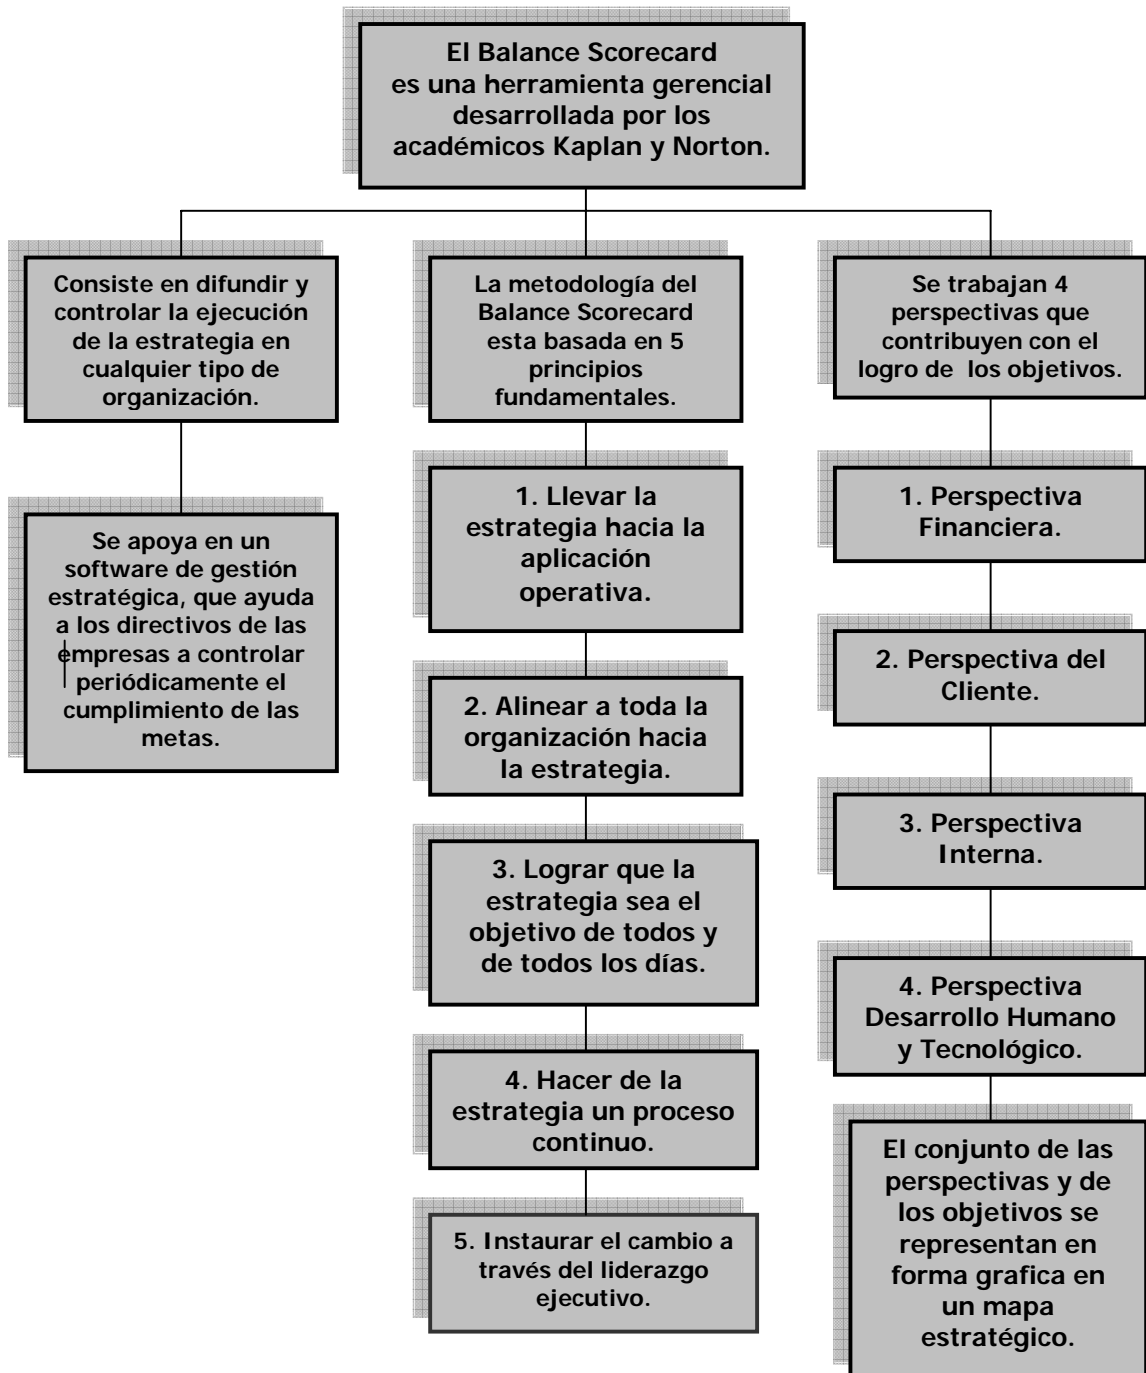 El Balance Scorecard
es una herramienta gerencial
desarrollada por los
académicos Kaplan y Norton.
Consiste en difundir y
controlar la ejecución
de la estrategia en
cualquier tipo de
organización.
Se apoya en un
software de gestión
estratégica, que ayuda
a los directivos de las
empresas a controlar
periódicamente el
cumplimiento de las
metas.
La metodología del
Balance Scorecard
esta basada en 5
principios
fundamentales.
1. Llevar la
estrategia hacia la
aplicación
operativa.
2. Alinear a toda la
organización hacia
la estrategia.
3. Lograr que la
estrategia sea el
objetivo de todos y
de todos los días.
4. Hacer de la
estrategia un proceso
continuo.
5. Instaurar el cambio a
través del liderazgo
ejecutivo.
Se trabajan 4
perspectivas que
contribuyen con el
logro de  los objetivos.
1. Perspectiva
Financiera.
2. Perspectiva del
Cliente.
3. Perspectiva
Interna.
4. Perspectiva
Desarrollo Humano
y Tecnológico.
El conjunto de las
perspectivas y de
los objetivos se
representan en
forma grafica en
un mapa
estratégico.